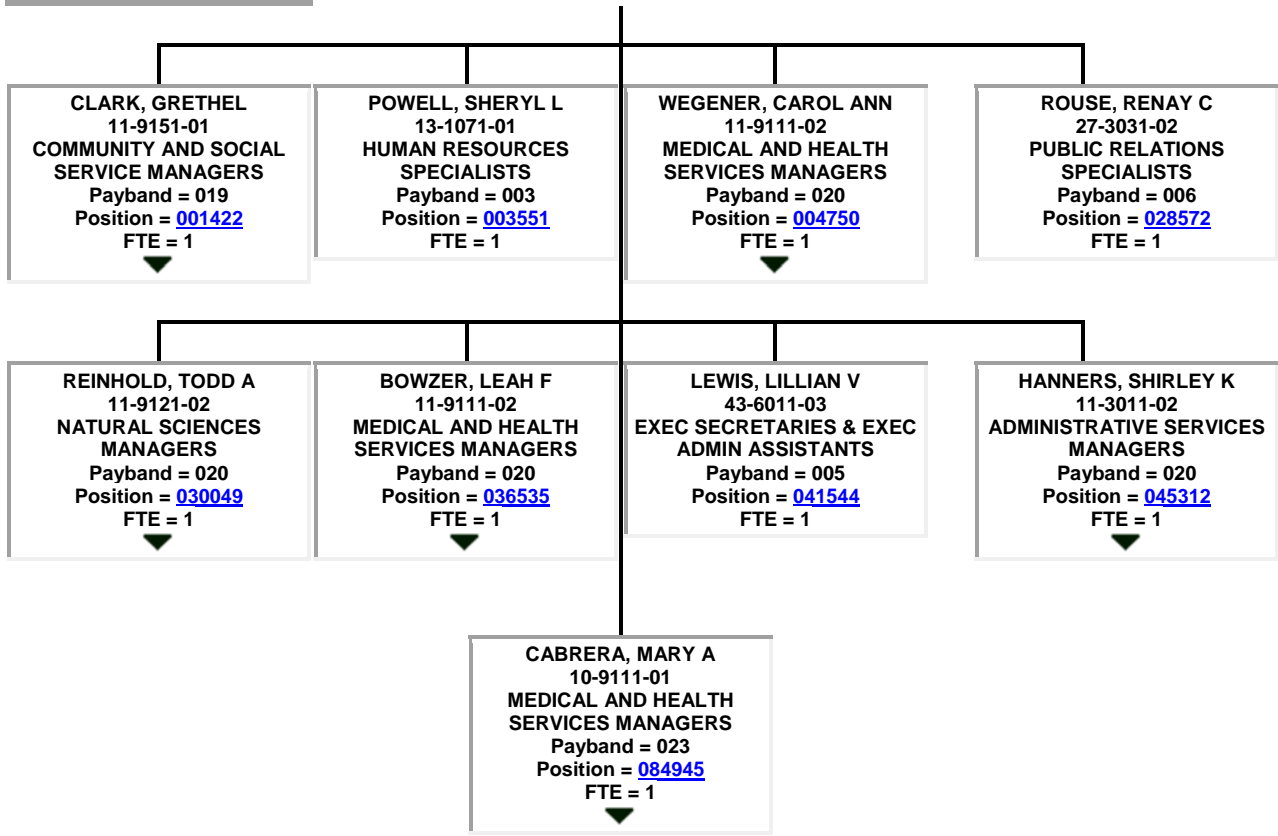 CLARK, GRETHEL
11-9151-01
COMMUNITY AND SOCIAL
SERVICE MANAGERS
Payband = 019
Position = 001422
FTE = 1
POWELL, SHERYL L
13-1071-01
HUMAN RESOURCES
SPECIALISTS
Payband = 003
Position = 003551
FTE = 1
WEGENER, CAROL ANN
11-9111-02
MEDICAL AND HEALTH
SERVICES MANAGERS
Payband = 020
Position = 004750
FTE = 1
ROUSE, RENAY C
27-3031-02
PUBLIC RELATIONS
SPECIALISTS
Payband = 006
Position = 028572
FTE = 1
REINHOLD, TODD A
11-9121-02
NATURAL SCIENCES
MANAGERS
Payband = 020
Position = 030049
FTE = 1
BOWZER, LEAH F
11-9111-02
MEDICAL AND HEALTH
SERVICES MANAGERS
Payband = 020
Position = 036535
FTE = 1
LEWIS, LILLIAN V
43-6011-03
EXEC SECRETARIES & EXEC
ADMIN ASSISTANTS
Payband = 005
Position = 041544
FTE = 1
HANNERS, SHIRLEY K
11-3011-02
ADMINISTRATIVE SERVICES
MANAGERS
Payband = 020
Position = 045312
FTE = 1
CABRERA, MARY A
10-9111-01
MEDICAL AND HEALTH
SERVICES MANAGERS
Payband = 023
Position = 084945
FTE = 1